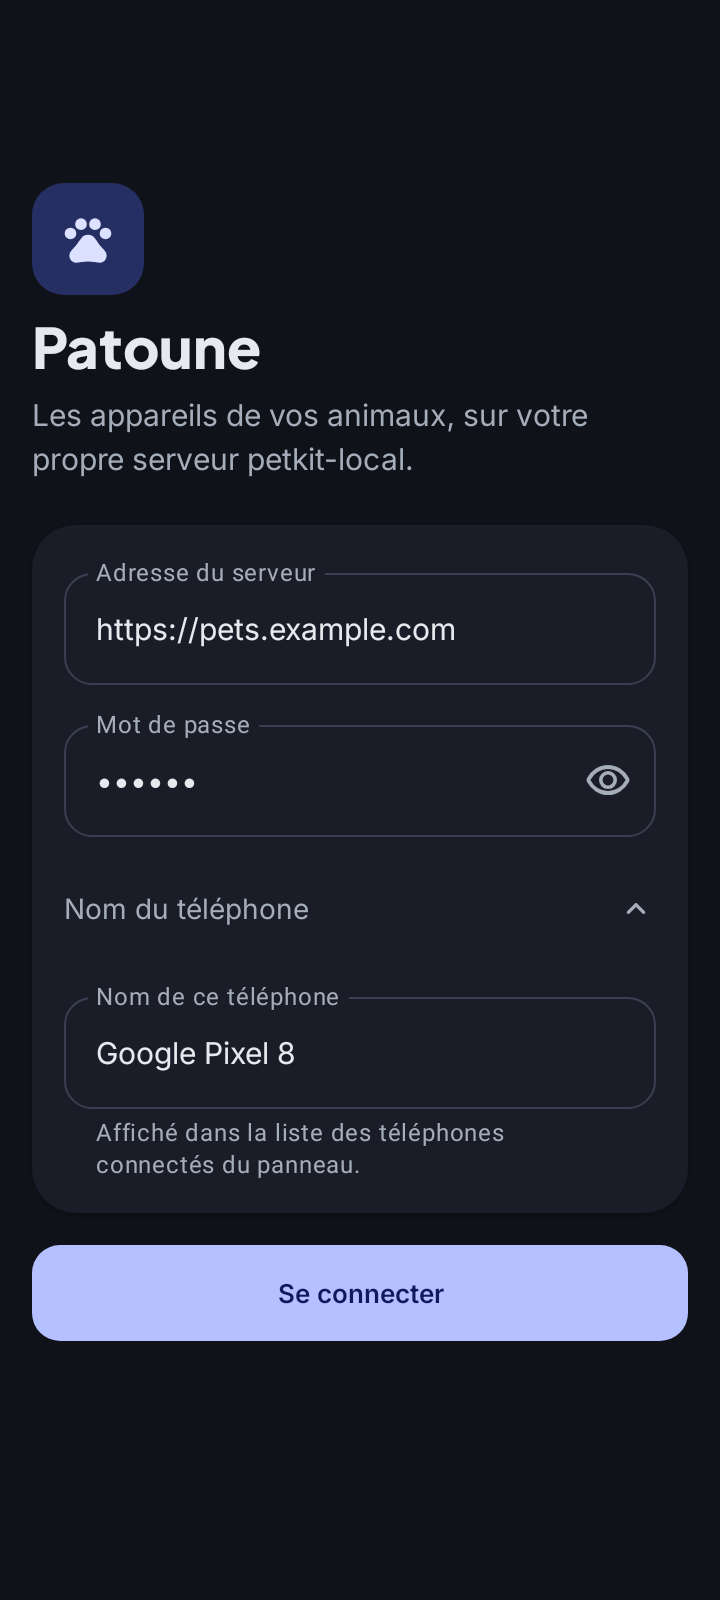 Patoune
Les appareils de vos animaux, sur votre
propre serveur petkit-local.
Adresse du serveur
https://pets.example.com
Mot de passe
••••••
Nom du téléphone
Nom de ce téléphone
Google Pixel 8
Affiché dans la liste des téléphones
connectés du panneau.
Se connecter